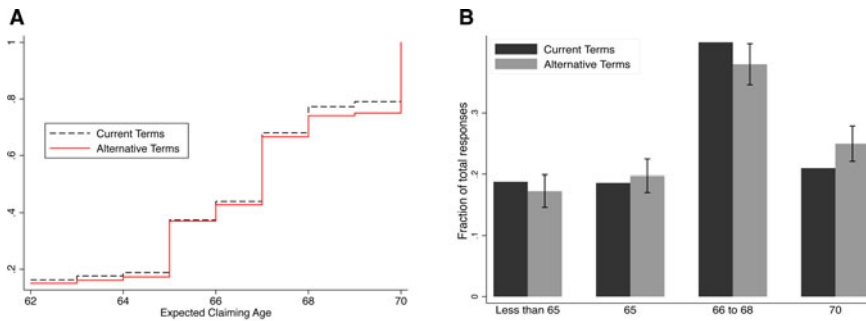 A
1
.8
.6
.4
.2
Current Terms
Alternative Terms
62
64
66
68
70
Expected Claiming Age
B
Current Terms
Alternative Terms
Fraction of total responses
.3
.2
.1
0
Less than 65
65
66 to 68
70